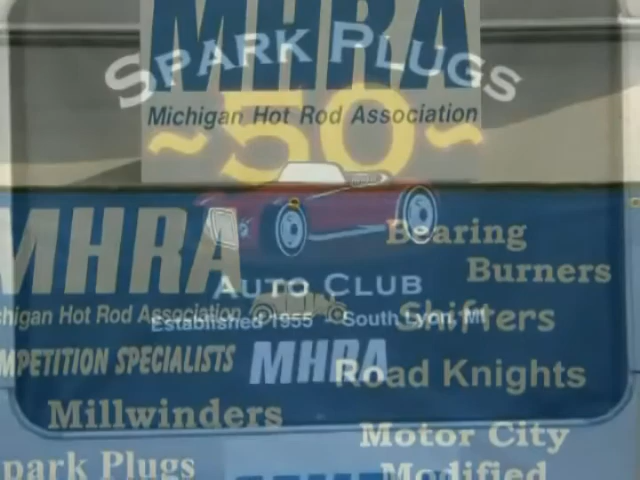 MHRA
SPARK PLUGS
Michigan Hot Rod Association
~50~
MHRA
Bearing
Burners
AUTO CLUB
chigan Hot Rod Association
Shifters
Established 1955 - South Lyon, MI
MPETITION SPECIALISTS
MHRA
Road Knights
Millwinders
Motor City
park Plugs
Modified